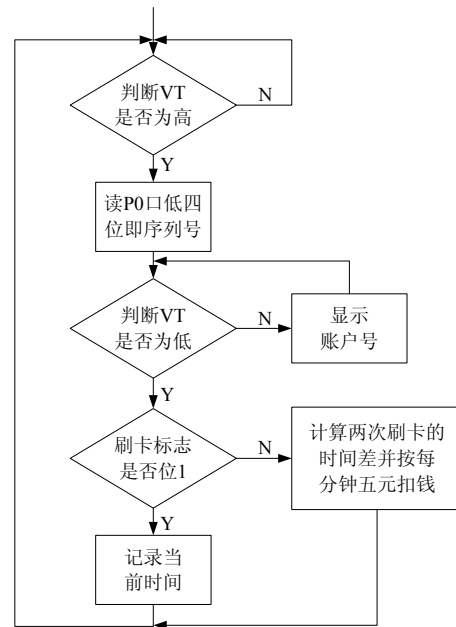 判断VT
是否为高
N
Y
读P0口低四
位即序列号
判断VT
是否为低
N
显示
账户号
Y
刷卡标志
是否位1
N
计算两次刷卡的
时间差并按每
分钟五元扣钱
Y
记录当
前时间